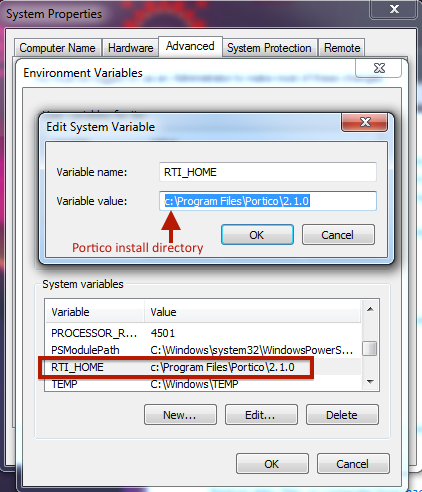 System Properties
Computer Name Hardware Advanced System Protection Remote
Environment Variables
Edit System Variable
Variable name: RTI_HOME
Variable value: c:\Program Files\Portico\2.1.0
Portico install directory
OK Cancel
System variables
Variable Value
PROCESSOR_R... 4501
PSModulePath C:\Windows\system32\WindowsPowerS...
RTI_HOME c:\Program Files\Portico\2.1.0
TEMP C:\Windows\TEMP
New... Edit... Delete
OK Cancel